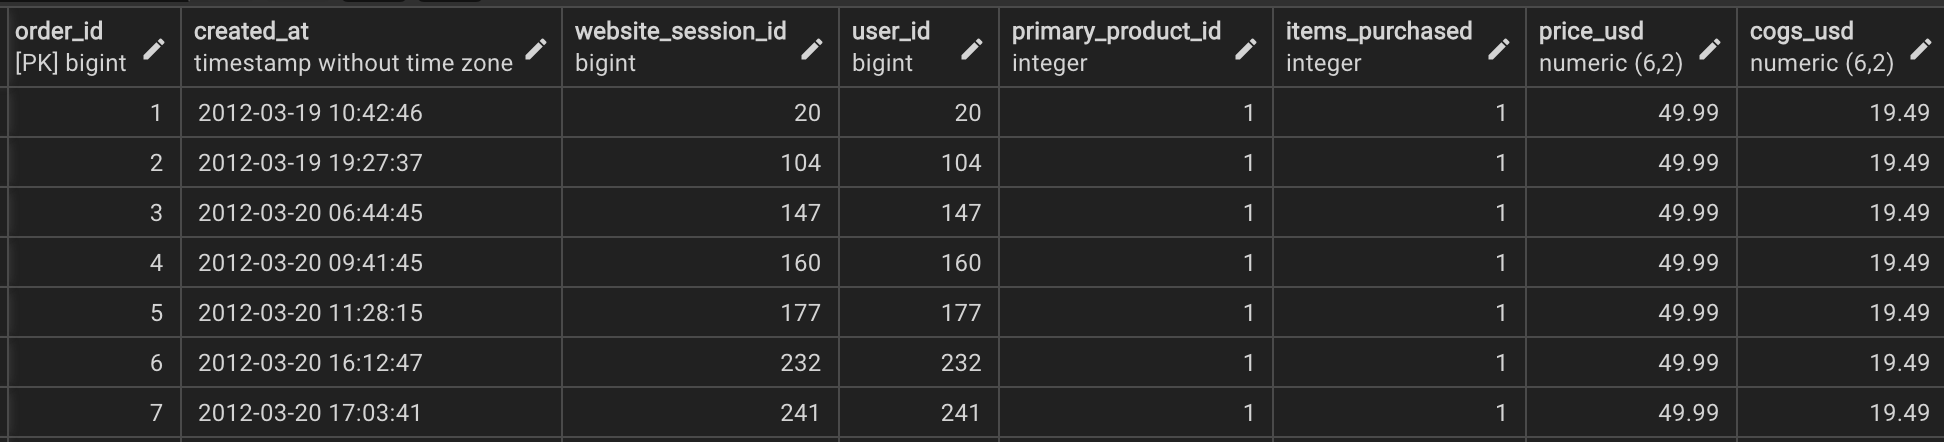 order_id created_at website_session_id user_id primary_product_id items_purchased price_usd cogs_usd
[PK] bigint timestamp without time zone bigint bigint integer integer numeric (6,2) numeric (6,2)
1 2012-03-19 10:42:46 20 20 1 1 49.99 19.49
2 2012-03-19 19:27:37 104 104 1 1 49.99 19.49
3 2012-03-20 06:44:45 147 147 1 1 49.99 19.49
4 2012-03-20 09:41:45 160 160 1 1 49.99 19.49
5 2012-03-20 11:28:15 177 177 1 1 49.99 19.49
6 2012-03-20 16:12:47 232 232 1 1 49.99 19.49
7 2012-03-20 17:03:41 241 241 1 1 49.99 19.49